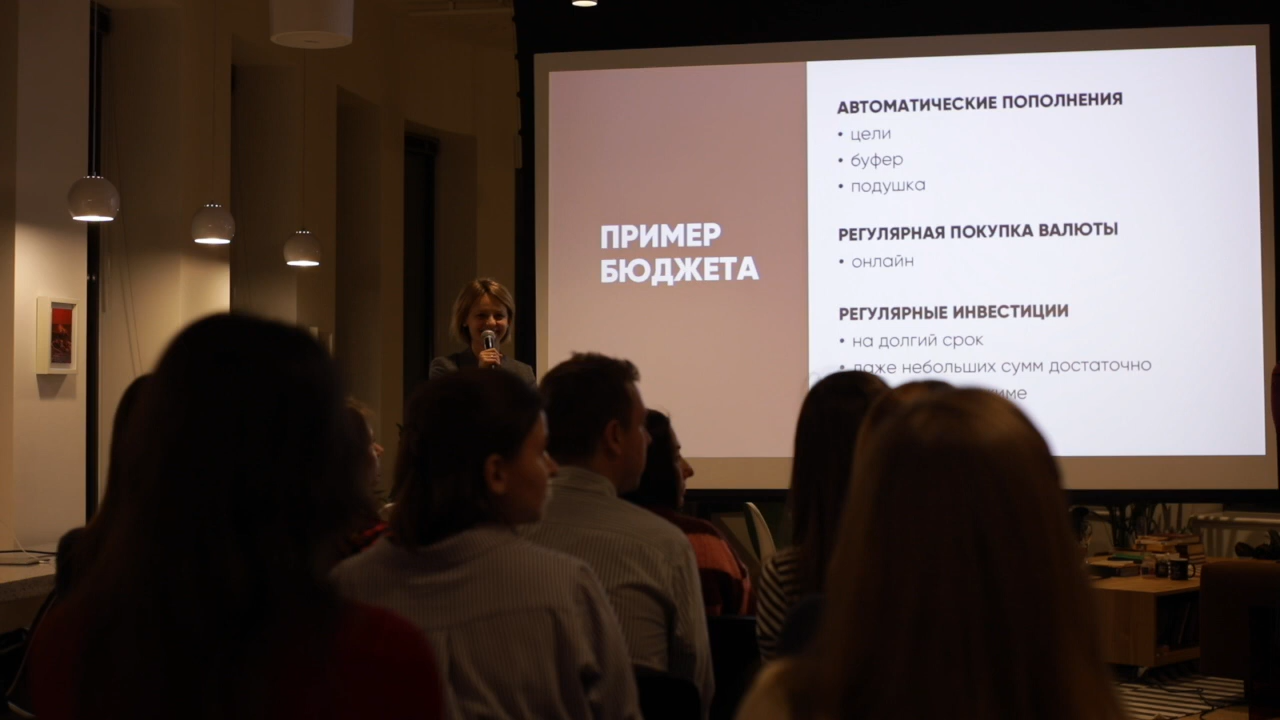 ПРИМЕР
БЮДЖЕТА
АВТОМАТИЧЕСКИЕ ПОПОЛНЕНИЯ
• цели
• буфер
• подушка
РЕГУЛЯРНАЯ ПОКУПКА ВАЛЮТЫ
• онлайн
РЕГУЛЯРНЫЕ ИНВЕСТИЦИИ
• на долгий срок
• даже небольших сумм достаточно